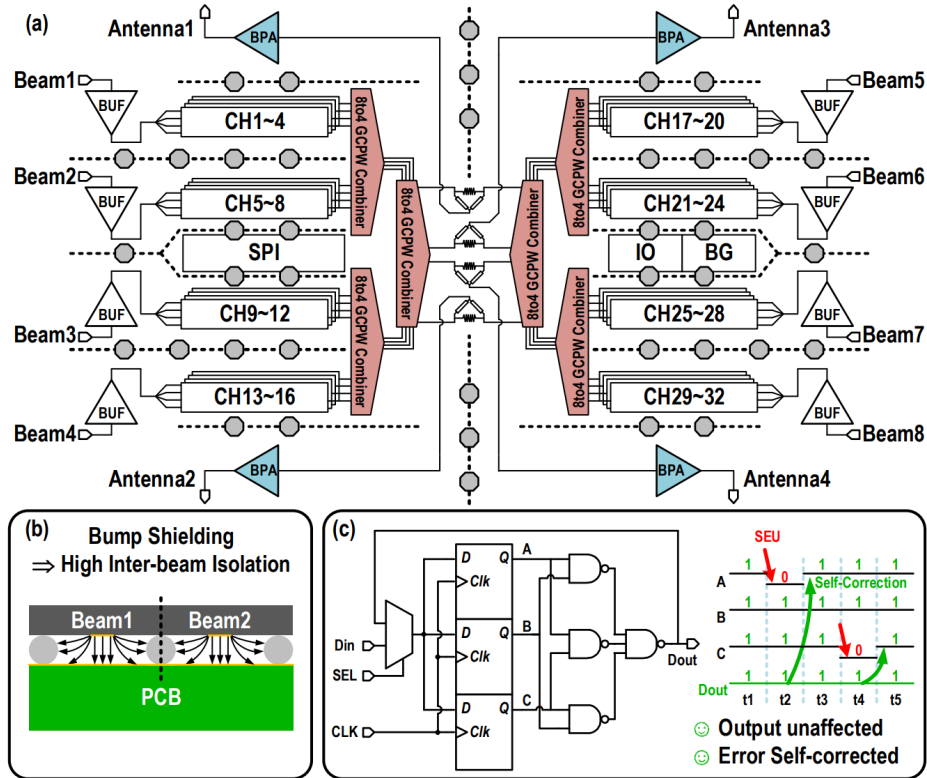 (a)
Antenna1
BPA
BPA
Antenna3
Beam1
BUF
CH1~4
8to4 GCPW Combiner
8to4 GCPW Combiner
CH17~20
BUF
Beam5
Beam2
BUF
CH5~8
8to4 GCPW Combiner
8to4 GCPW Combiner
CH21~24
BUF
Beam6
SPI
IO
BG
Beam3
BUF
CH9~12
8to4 GCPW Combiner
8to4 GCPW Combiner
CH25~28
BUF
Beam7
Beam4
BUF
CH13~16
CH29~32
BUF
Beam8
Antenna2
BPA
BPA
Antenna4
(b)
Bump Shielding
⇒ High Inter-beam Isolation
Beam1
Beam2
PCB
(c)
D
Q
Clk
A
D
Q
Clk
B
D
Q
Clk
C
Din
SEL
CLK
Dout
SEU
A
1
0
1
1
1
Self-Correction
B
1
1
1
1
1
C
1
1
1
0
1
Dout
1
1
1
1
1
t1
t2
t3
t4
t5
Output unaffected
Error Self-corrected